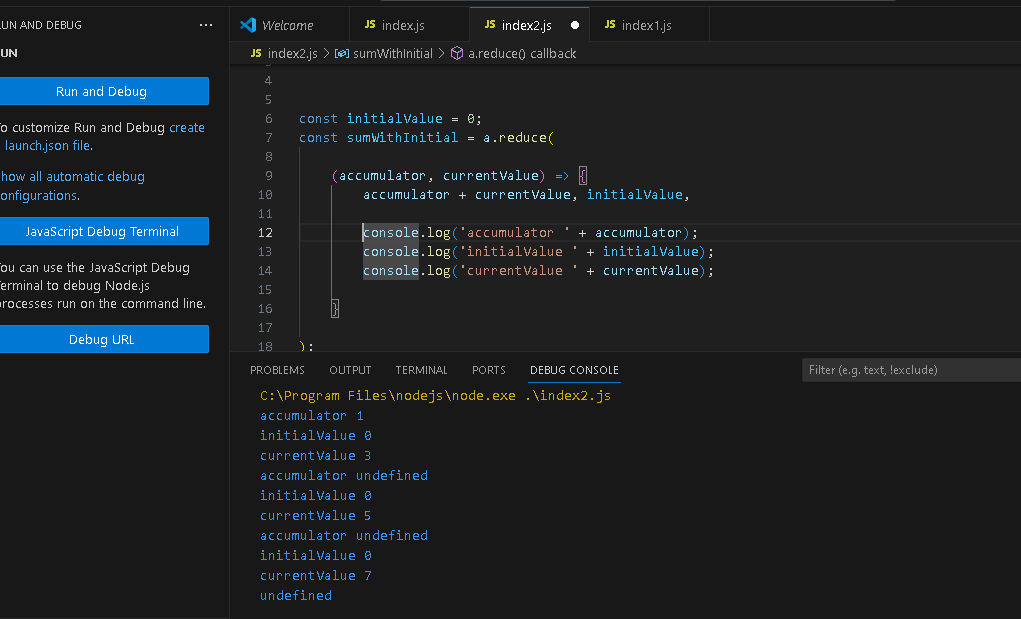 UN AND DEBUG
···
UN
Run and Debug
o customize Run and Debug create
launch.json file.
how all automatic debug
onfigurations.
JavaScript Debug Terminal
ou can use the JavaScript Debug
erminal to debug Node.js
rocesses run on the command line.
Debug URL
Welcome
JS index.js
JS index2.js ●
JS index1.js
JS index2.js > sumWithInitial > a.reduce() callback
4
5
6 const initialValue = 0;
7 const sumWithInitial = a.reduce(
8
9 (accumulator, currentValue) => {
10 accumulator + currentValue, initialValue,
11
12 console.log('accumulator ' + accumulator);
13 console.log('initialValue ' + initialValue);
14 console.log('currentValue ' + currentValue);
15
16 }
17
18 );
PROBLEMS OUTPUT TERMINAL PORTS DEBUG CONSOLE
Filter (e.g. text, !exclude)
C:\Program Files\nodejs\node.exe .\index2.js
accumulator 1
initialValue 0
currentValue 3
accumulator undefined
initialValue 0
currentValue 5
accumulator undefined
initialValue 0
currentValue 7
undefined